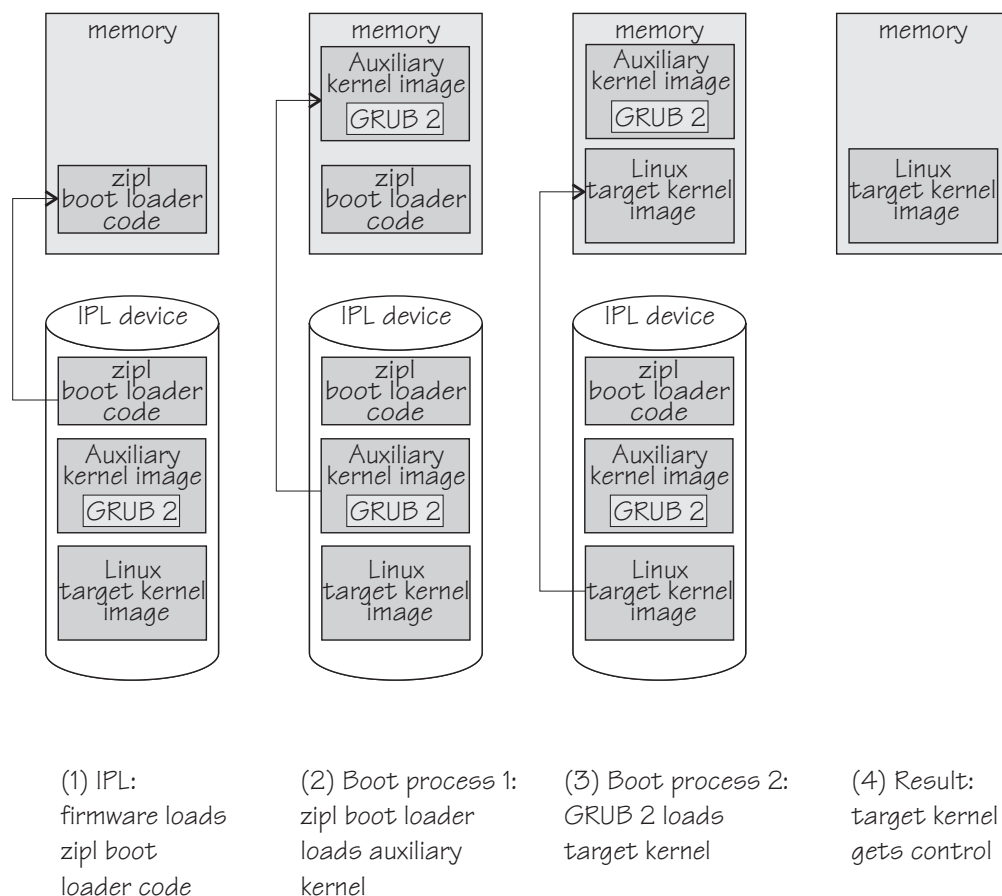 memory
zipl
boot loader
code
IPL device
zipl
boot loader
code
Auxiliary
kernel image
GRUB 2
Linux
target kernel
image
(1) IPL:
firmware loads
zipl boot
loader code
memory
Auxiliary
kernel image
GRUB 2
zipl
boot loader
code
IPL device
zipl
boot loader
code
Auxiliary
kernel image
GRUB 2
Linux
target kernel
image
(2) Boot process 1:
zipl boot loader
loads auxiliary
kernel
memory
Auxiliary
kernel image
GRUB 2
Linux
target kernel
image
IPL device
zipl
boot loader
code
Auxiliary
kernel image
GRUB 2
Linux
target kernel
image
(3) Boot process 2:
GRUB 2 loads
target kernel
memory
Linux
target kernel
image
(4) Result:
target kernel
gets control